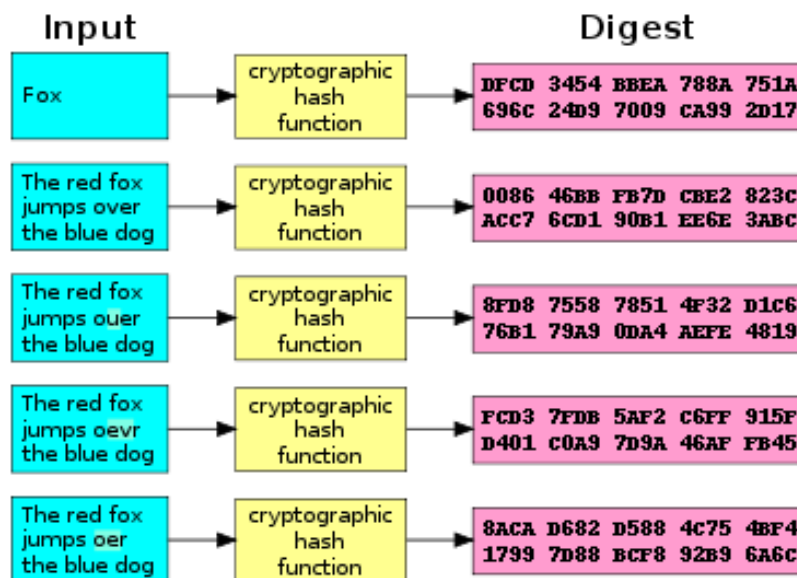 Input
Digest
Fox
cryptographic
hash
function
DFCD 3454 BBEA 788A 751A
696C 24D9 7009 CA99 2D17
The red fox
jumps over
the blue dog
cryptographic
hash
function
0086 46BB FB7D CBE2 823C
ACC7 6CD1 90B1 EE6E 3ABC
The red fox
jumps ouer
the blue dog
cryptographic
hash
function
8FD8 7558 7851 4F32 D1C6
76B1 79A9 0DA4 AEFE 4819
The red fox
jumps oevr
the blue dog
cryptographic
hash
function
FCD3 7FDB 5AF2 C6FF 915F
D401 C0A9 7D9A 46AF FB45
The red fox
jumps oer
the blue dog
cryptographic
hash
function
8ACA D682 D588 4C75 4BF4
1799 7D88 BCF8 92B9 6A6C